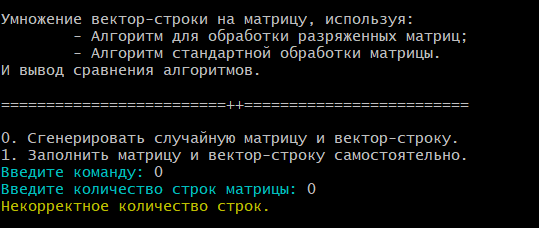 Умножение вектор-строки на матрицу, используя:
- Алгоритм для обработки разряженных матриц;
- Алгоритм стандартной обработки матрицы.
И вывод сравнения алгоритмов.
=========================++=========================
0. Сгенерировать случайную матрицу и вектор-строку.
1. Заполнить матрицу и вектор-строку самостоятельно.
Введите команду: 0
Введите количество строк матрицы: 0
Некорректное количество строк.